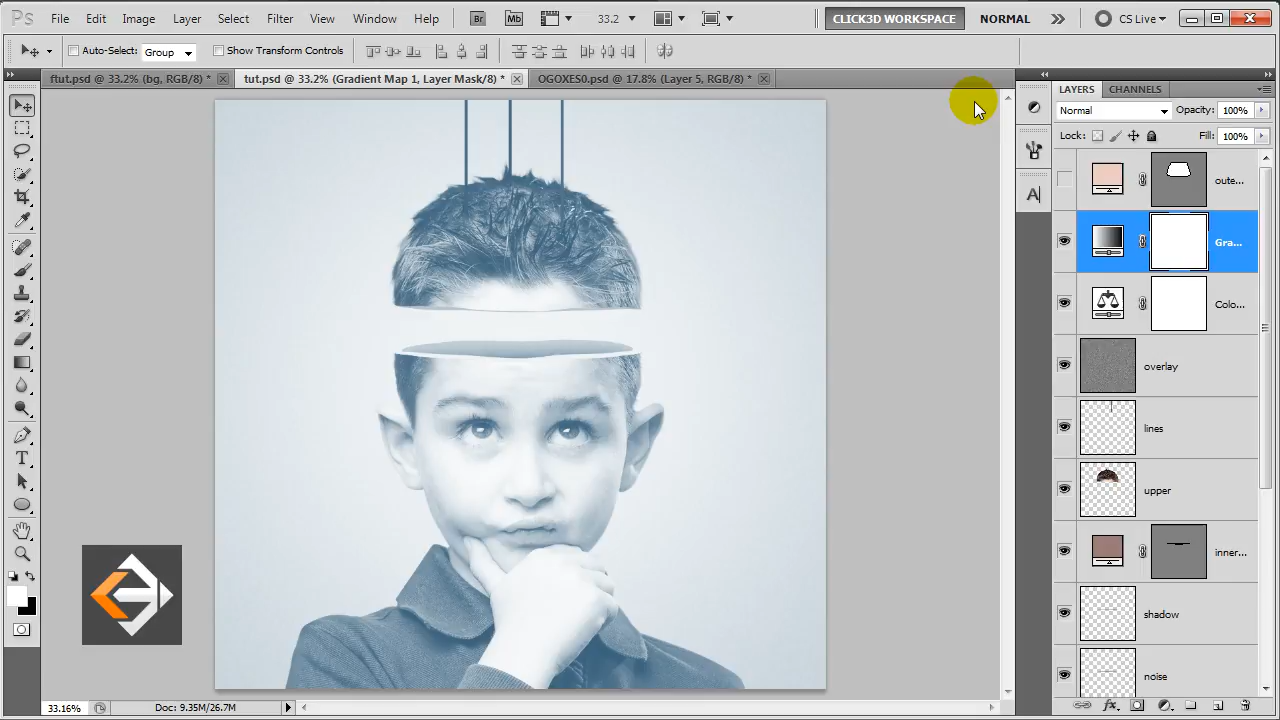 Ps File Edit Image Layer Select Filter View Window Help Br Mb 33.2 CLICK3D WORKSPACE NORMAL CS Live
Auto-Select: Group Show Transform Controls
ftut.psd @ 33.2% (bg, RGB/8) * tut.psd @ 33.2% (Gradient Map 1, Layer Mask/8) * OGOXES0.psd @ 17.8% (Layer 5, RGB/8) *
LAYERS CHANNELS
Normal Opacity: 100%
Lock: Fill: 100%
oute...
Gra...
Colo...
overlay
lines
upper
inner...
shadow
noise
33.16% Doc: 9.35M/26.7M